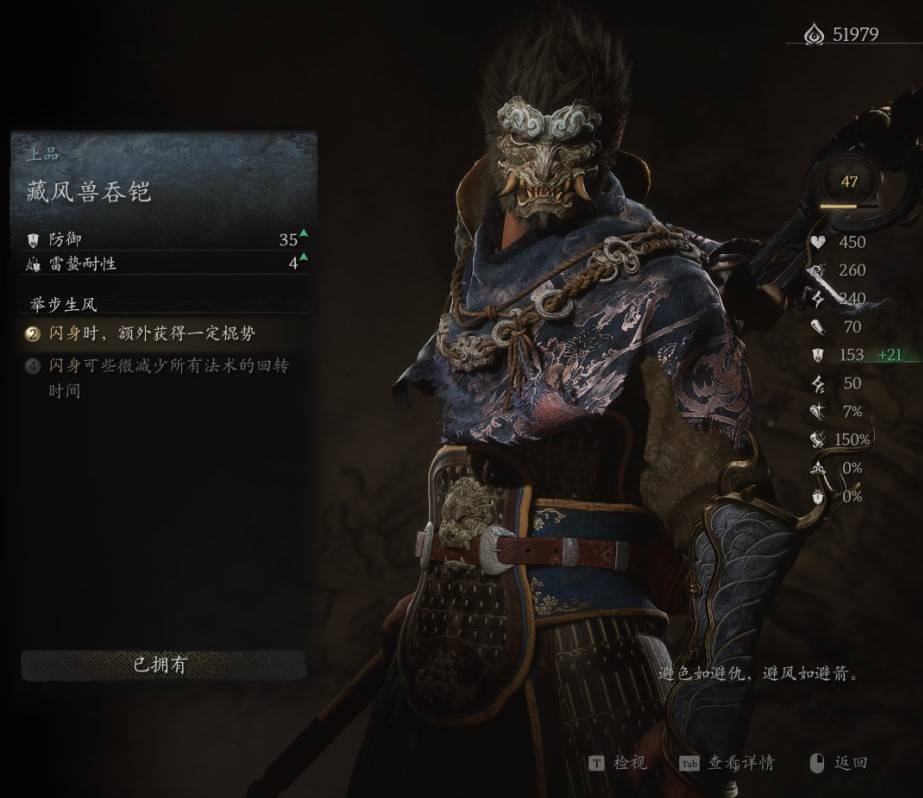 51979
上品
藏风兽吞铠
防御 35
雷蛰耐性 4
举步生风
2 闪身时，额外获得一定棍势
4 闪身可些微减少所有法术的回转
时间
已拥有
47
450
260
240
70
153 +21
50
7%
150%
0%
0%
避色如避仇，避风如避箭。
T 检视 Tab 查看详情 返回